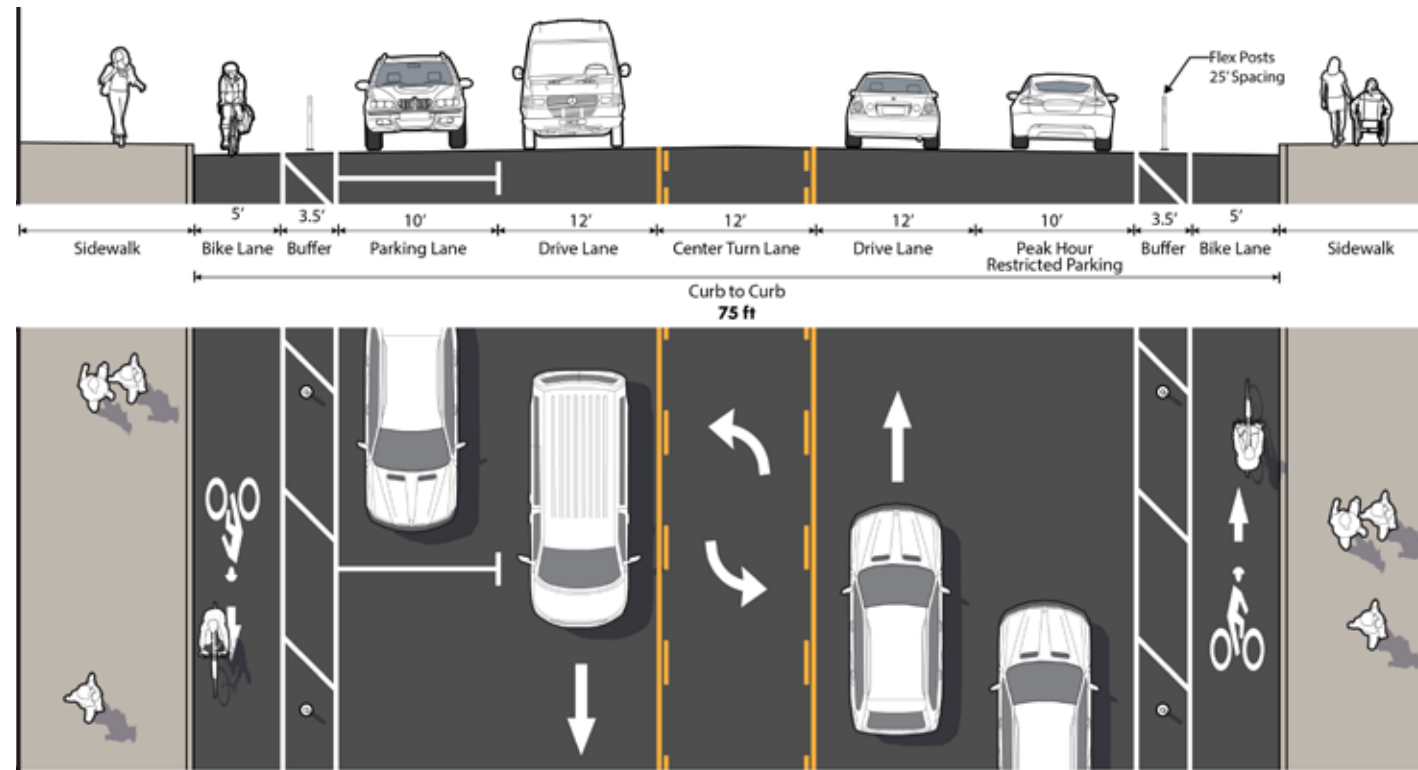 Flex Posts
25' Spacing
5'
3.5'
10'
12'
12'
12'
10'
3.5'
5'
Sidewalk
Bike Lane
Buffer
Parking Lane
Drive Lane
Center Turn Lane
Drive Lane
Peak Hour
Restricted Parking
Buffer
Bike Lane
Sidewalk
Curb to Curb
75 ft